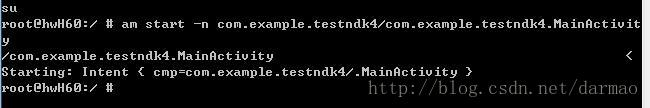 su
root@hwH60:/ # am start -n com.example.testndk4/com.example.testndk4.MainActivit
y
/com.example.testndk4.MainActivity <
Starting: Intent { cmp=com.example.testndk4/.MainActivity }
root@hwH60:/ #
http://blog.csdn.net/darmao